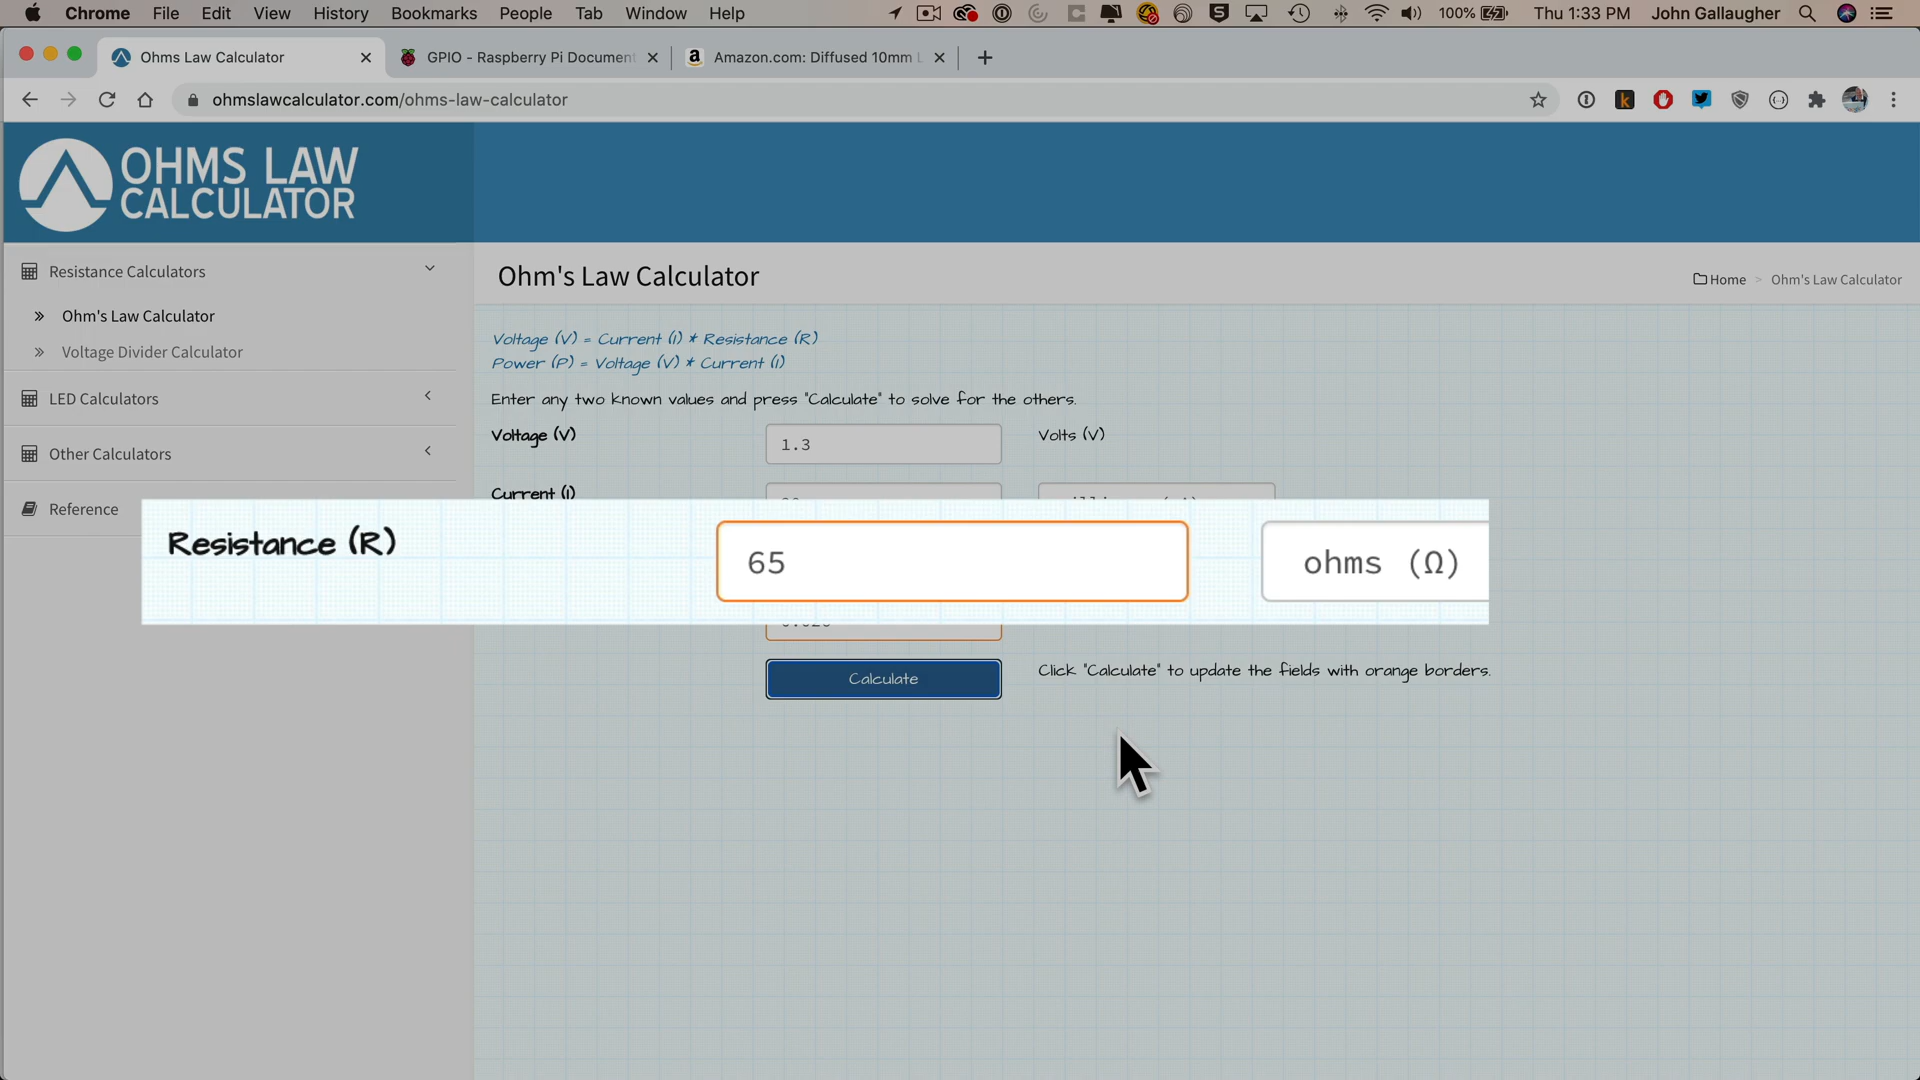 Chrome File Edit View History Bookmarks People Tab Window Help 100% Thu 1:33 PM John Gallaugher
Ohms Law Calculator GPIO - Raspberry Pi Document Amazon.com: Diffused 10mm
ohmslawcalculator.com/ohms-law-calculator
OHMS LAW
CALCULATOR
Resistance Calculators
Ohm's Law Calculator
Voltage Divider Calculator
LED Calculators
Other Calculators
Reference
Ohm's Law Calculator
Home > Ohm's Law Calculator
Voltage (V) = Current (I) * Resistance (R)
Power (P) = Voltage (V) * Current (I)
Enter any two known values and press "Calculate" to solve for the others.
Voltage (V) 1.3 Volts (V)
Current (I)
Resistance (R) 65 ohms (Ω)
Calculate Click "Calculate" to update the fields with orange borders.